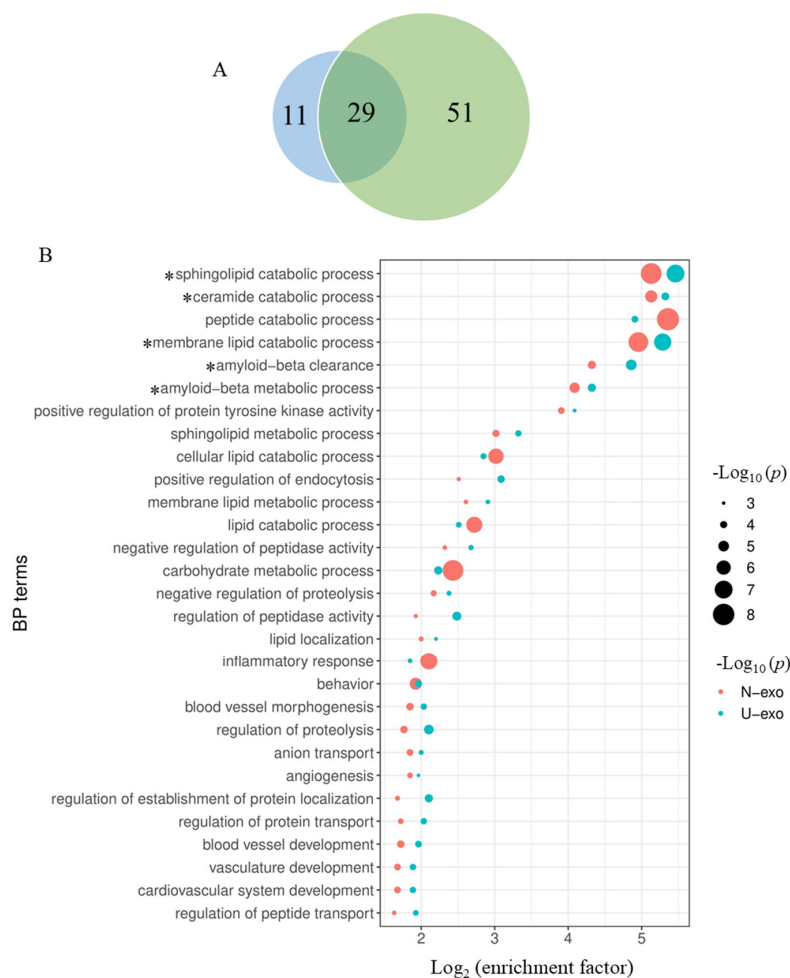 A
11 29 51
B
*sphingolipid catabolic process
*ceramide catabolic process
peptide catabolic process
*membrane lipid catabolic process
*amyloid-beta clearance
*amyloid-beta metabolic process
positive regulation of protein tyrosine kinase activity
sphingolipid metabolic process
cellular lipid catabolic process
positive regulation of endocytosis
membrane lipid metabolic process
lipid catabolic process
negative regulation of peptidase activity
carbohydrate metabolic process
negative regulation of proteolysis
regulation of peptidase activity
lipid localization
inflammatory response
behavior
blood vessel morphogenesis
regulation of proteolysis
anion transport
angiogenesis
regulation of establishment of protein localization
regulation of protein transport
blood vessel development
vasculature development
cardiovascular system development
regulation of peptide transport
BP terms
2 3 4 5
Log2 (enrichment factor)
-Log10 (p)
3
4
5
6
7
8
-Log10 (p)
N-exo
U-exo